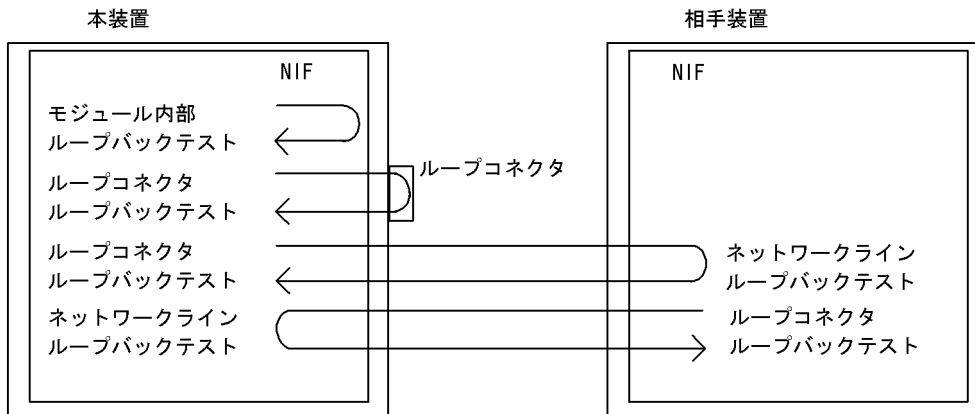 本装置
相手装置
NIF
NIF
モジュール内部
ループバックテスト
ループコネクタ
ループコネクタ
ループバックテスト
ループコネクタ
ループバックテスト
ネットワークライン
ループバックテスト
ネットワークライン
ループバックテスト
ループコネクタ
ループバックテスト